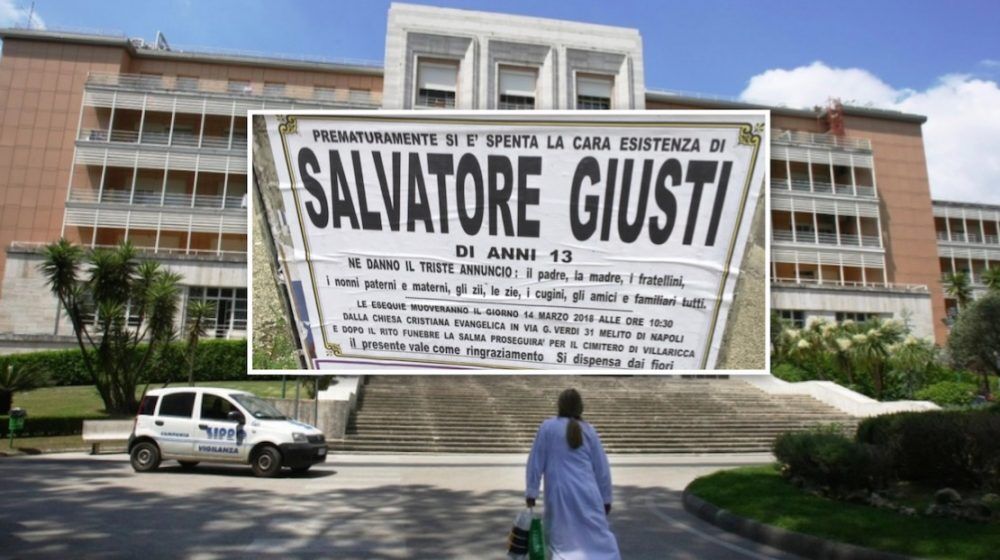 PREMATURAMENTE SI E' SPENTA LA CARA ESISTENZA DI
SALVATORE GIUSTI
DI ANNI 13
NE DANNO IL TRISTE ANNUNCIO: il padre, la madre, i fratellini,
i nonni paterni e materni, gli zii, le zie, i cugini, gli amici e familiari tutti.
LE ESEQUIE MUOVERANNO IL GIORNO 14 MARZO 2018 ALLE ORE 10:30
DALLA CHIESA CRISTIANA EVANGELICA IN VIA G. VERDI 31 MELITO DI NAPOLI
E DOPO IL RITO FUNEBRE LA SALMA PROSEGUIRA' PER IL CIMITERO DI VILLARICCA
il presente vale come ringraziamento Si dispensa dai fiori
VIGILANZA